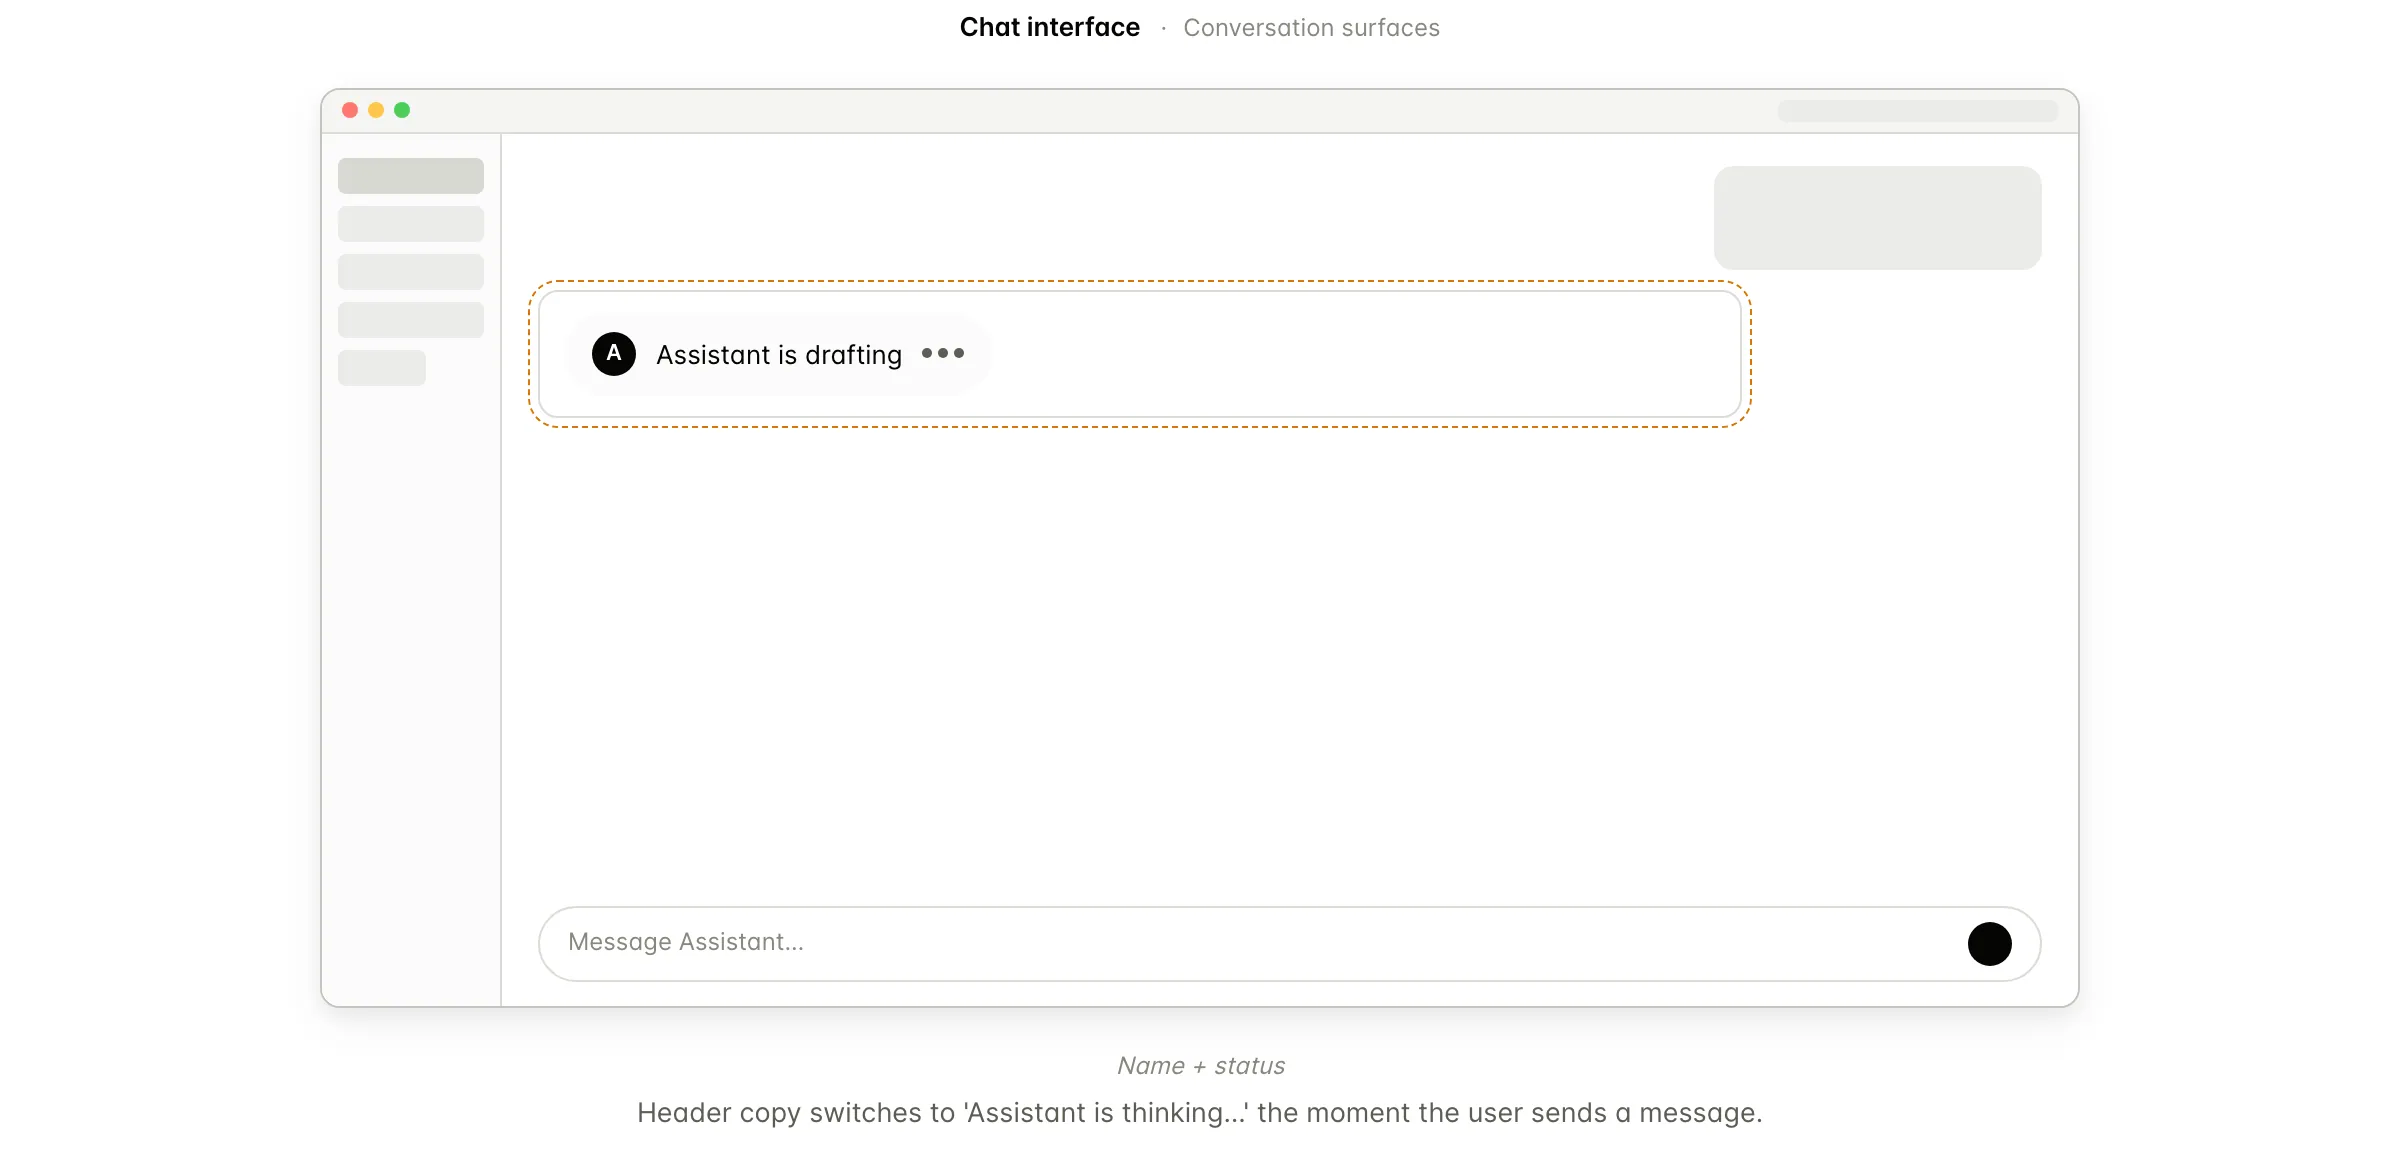 Chat interface · Conversation surfaces
A Assistant is drafting
Message Assistant...
Name + status
Header copy switches to 'Assistant is thinking...' the moment the user sends a message.